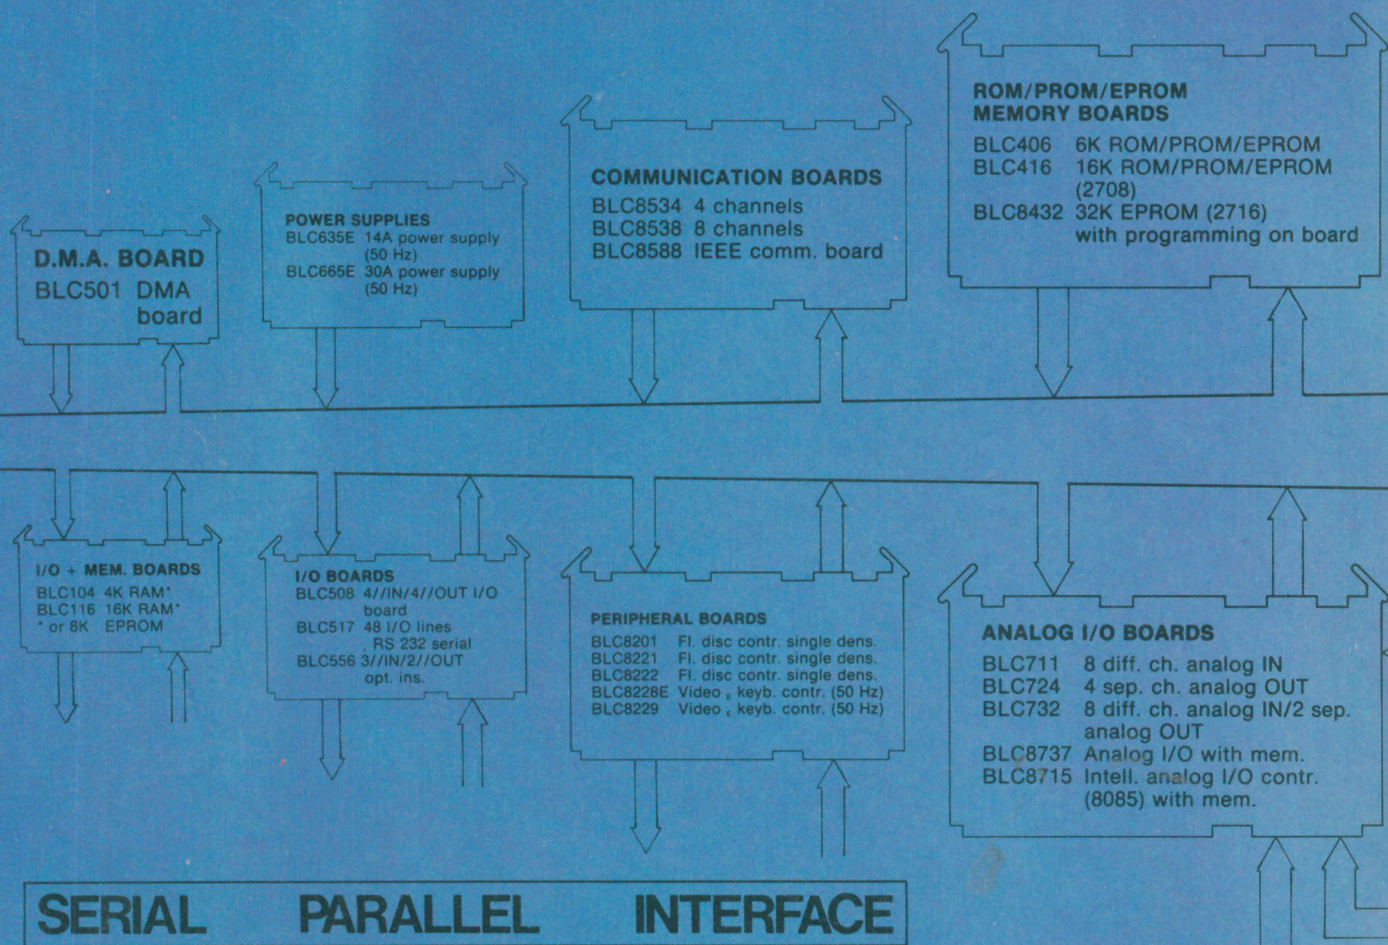 D.M.A. BOARD
BLC501 DMA
board
POWER SUPPLIES
BLC635E 14A power supply
(50 Hz)
BLC665E 30A power supply
(50 Hz)
COMMUNICATION BOARDS
BLC8534 4 channels
BLC8538 8 channels
BLC8588 IEEE comm. board
ROM/PROM/EPROM
MEMORY BOARDS
BLC406 6K ROM/PROM/EPROM
BLC416 16K ROM/PROM/EPROM
(2708)
BLC8432 32K EPROM (2716)
with programming on board
I/O + MEM. BOARDS
BLC104 4K RAM*
BLC116 16K RAM*
* or 8K EPROM
I/O BOARDS
BLC508 4//IN/4//OUT I/O
board
BLC517 48 I/O lines
RS 232 serial
BLC556 3//IN/2//OUT
opt. ins.
PERIPHERAL BOARDS
BLC8201 Fl. disc contr. single dens.
BLC8221 Fl. disc contr. single dens.
BLC8222 Fl. disc contr. single dens.
BLC8228E Video keyb. contr. (50 Hz)
BLC8229 Video keyb. contr. (50 Hz)
ANALOG I/O BOARDS
BLC711 8 diff. ch. analog IN
BLC724 4 sep. ch. analog OUT
BLC732 8 diff. ch. analog IN/2 sep.
analog OUT
BLC8737 Analog I/O with mem.
BLC8715 Intell. analog I/O contr.
(8085) with mem.
SERIAL PARALLEL INTERFACE